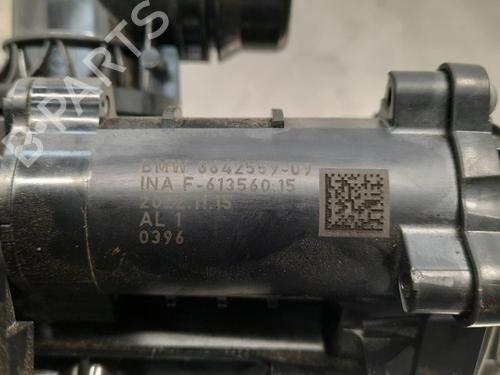 B-PARTS
BMW 8642559-09
INA F-613560.15
2022.11.15
AL 1
0396